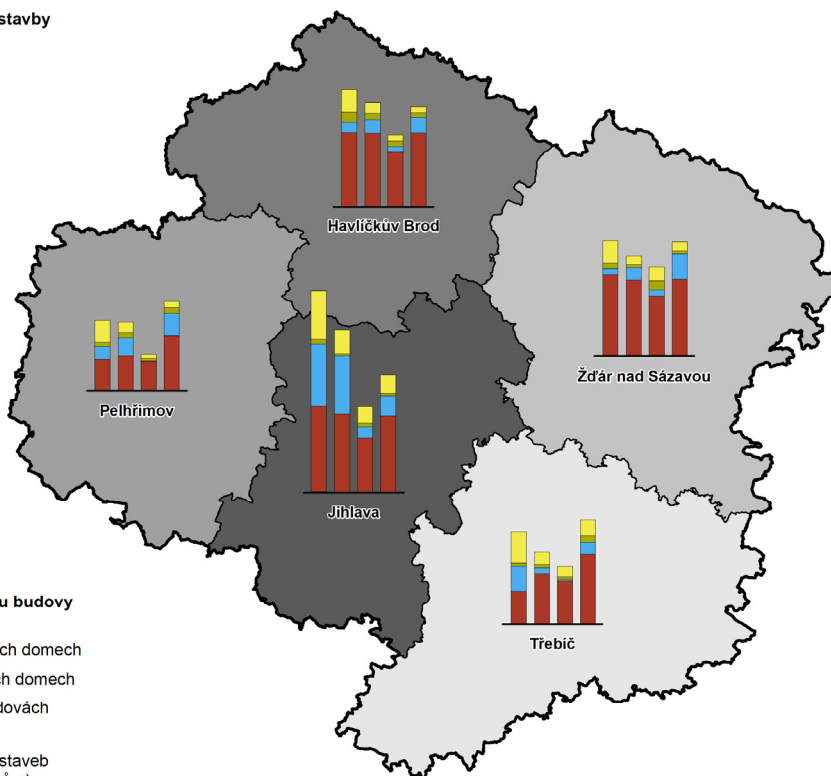 stavby
Havlíčkův Brod
Žďár nad Sázavou
Pelhřimov
Jihlava
Třebíč
u budovy
ch domech
ch domech
dovách
staveb